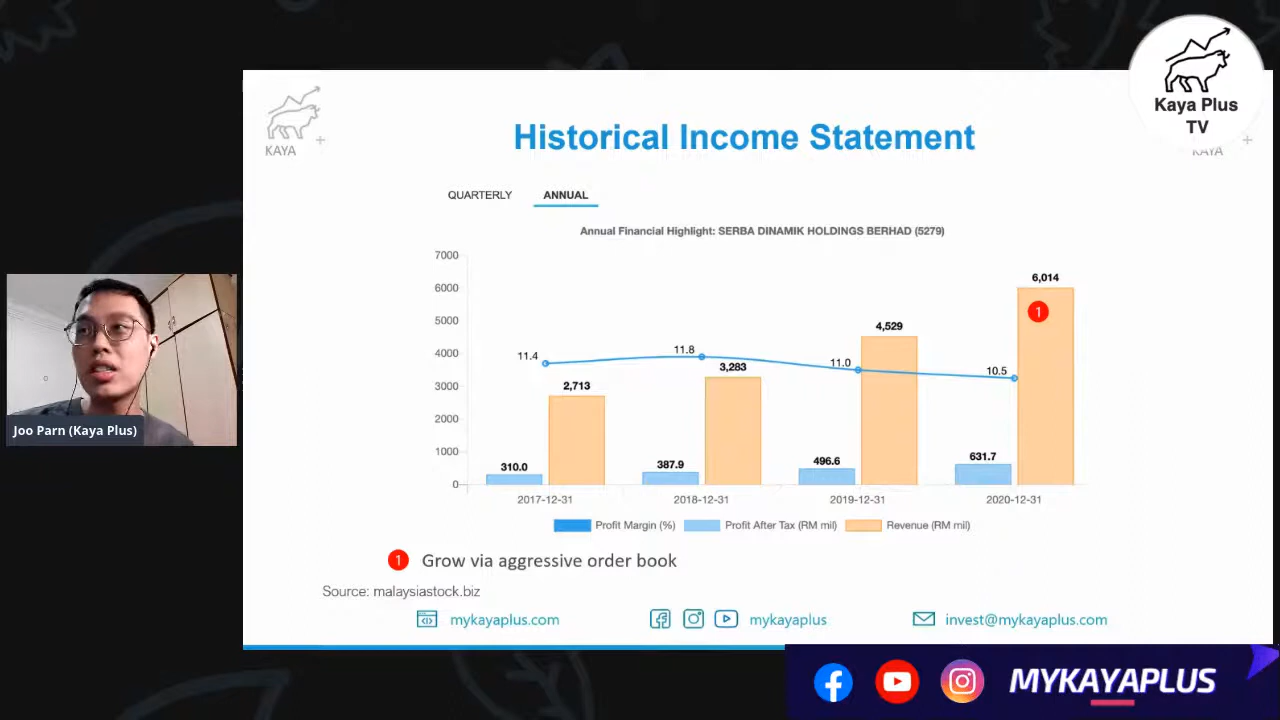 Kaya Plus
TV
KAYA
KAYA
Historical Income Statement
QUARTERLY ANNUAL
Annual Financial Highlight: SERBA DINAMIK HOLDINGS BERHAD (5279)
7000
6000
5000
4000
3000
2000
1000
0
11.4 11.8 11.0 10.5
2,713 3,283 4,529 6,014
1
310.0 387.9 496.6 631.7
2017-12-31 2018-12-31 2019-12-31 2020-12-31
Profit Margin (%) Profit After Tax (RM mil) Revenue (RM mil)
1 Grow via aggressive order book
Source: malaysiastock.biz
mykayaplus.com mykayaplus invest@mykayaplus.com
Joo Parn (Kaya Plus)
MYKAYAPLUS